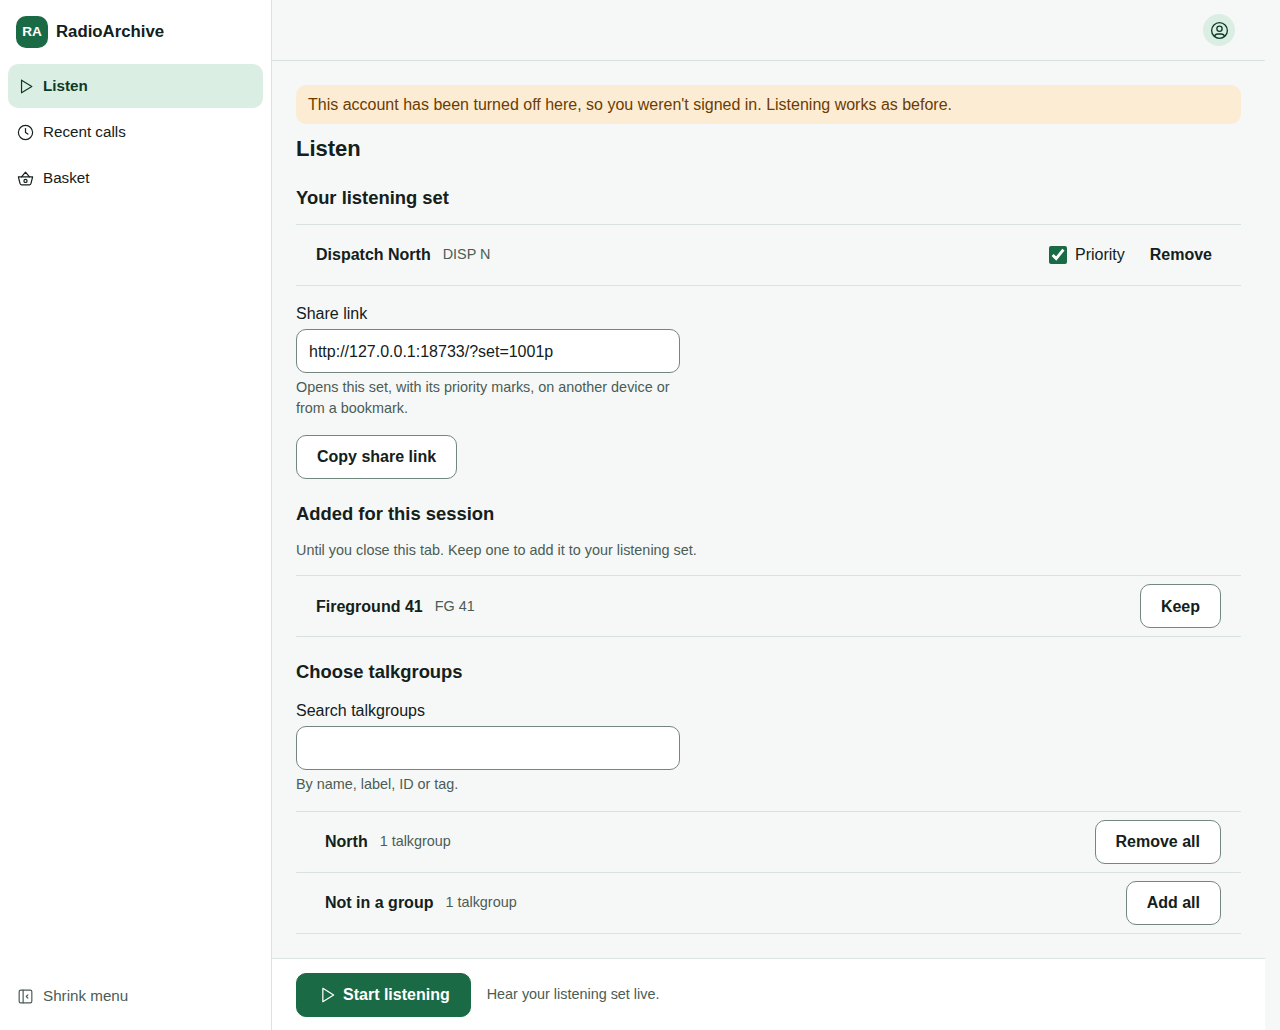 RA RadioArchive
Listen
Recent calls
Basket
Shrink menu
This account has been turned off here, so you weren't signed in. Listening works as before.
Listen
Your listening set
Dispatch North DISP N Priority Remove
Share link
http://127.0.0.1:18733/?set=1001p
Opens this set, with its priority marks, on another device or
from a bookmark.
Copy share link
Added for this session
Until you close this tab. Keep one to add it to your listening set.
Fireground 41 FG 41 Keep
Choose talkgroups
Search talkgroups
By name, label, ID or tag.
North 1 talkgroup Remove all
Not in a group 1 talkgroup Add all
Start listening Hear your listening set live.